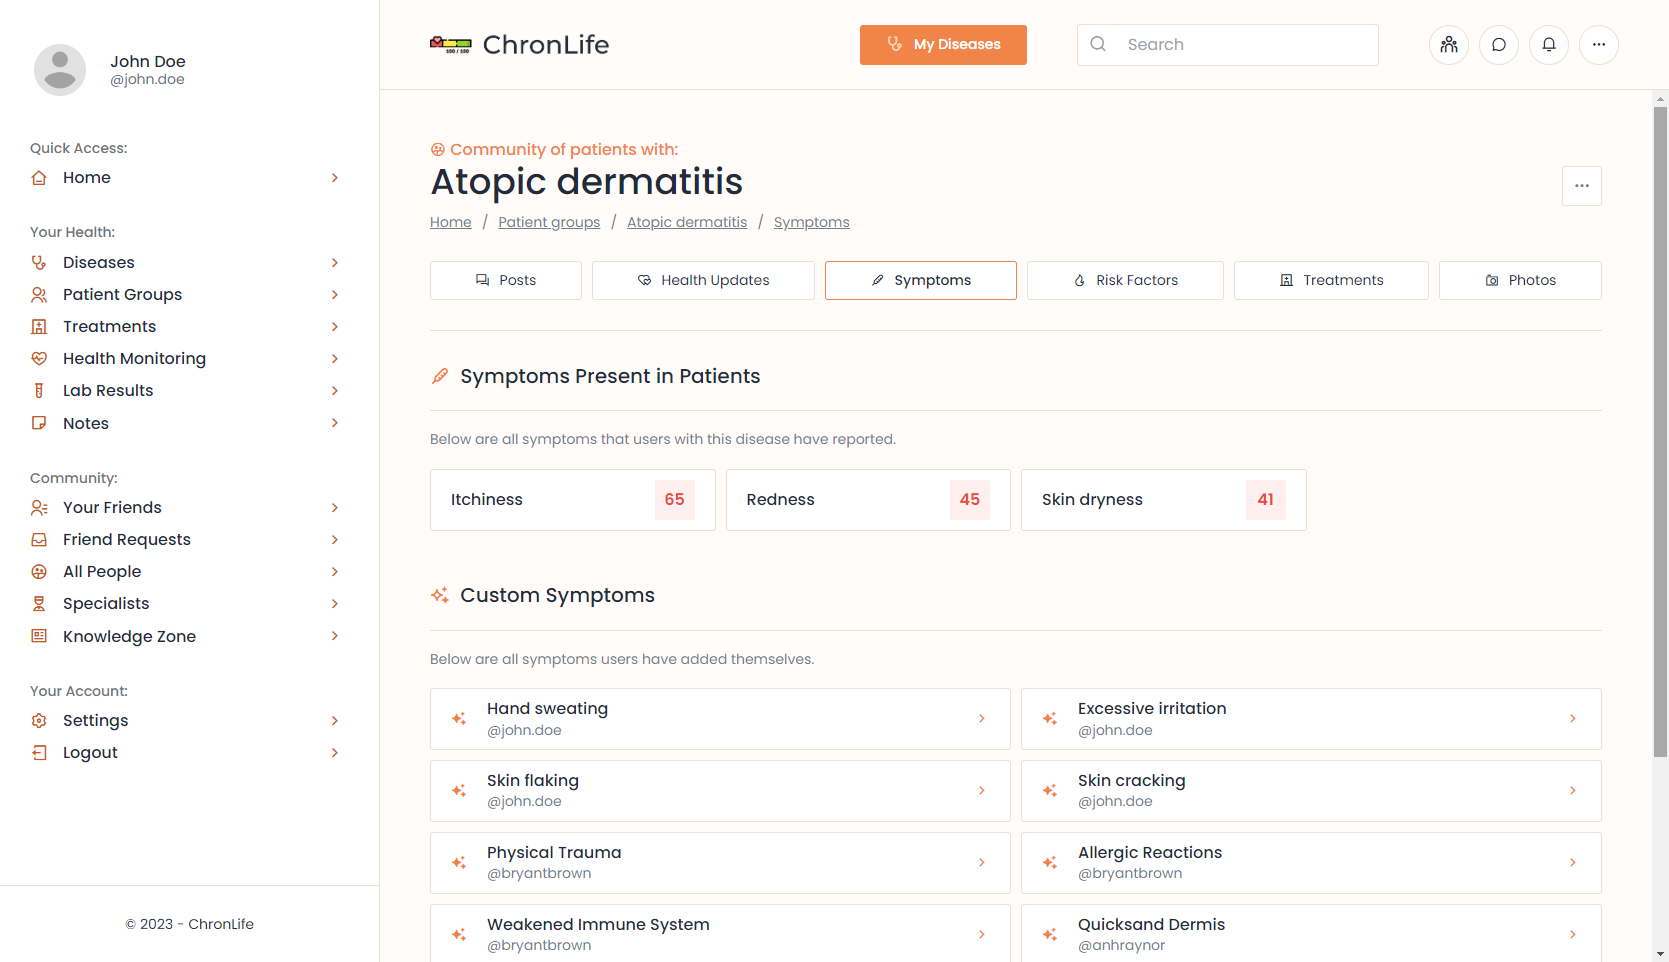 John Doe
@john.doe
Quick Access:
Home
Your Health:
Diseases
Patient Groups
Treatments
Health Monitoring
Lab Results
Notes
Community:
Your Friends
Friend Requests
All People
Specialists
Knowledge Zone
Your Account:
Settings
Logout
© 2023 - ChronLife
100 / 100
ChronLife
My Diseases
Search
Community of patients with:
Atopic dermatitis
Home / Patient groups / Atopic dermatitis / Symptoms
Posts
Health Updates
Symptoms
Risk Factors
Treatments
Photos
Symptoms Present in Patients
Below are all symptoms that users with this disease have reported.
Itchiness 65
Redness 45
Skin dryness 41
Custom Symptoms
Below are all symptoms users have added themselves.
Hand sweating
@john.doe
Excessive irritation
@john.doe
Skin flaking
@john.doe
Skin cracking
@john.doe
Physical Trauma
@bryantbrown
Allergic Reactions
@bryantbrown
Weakened Immune System
@bryantbrown
Quicksand Dermis
@anhraynor